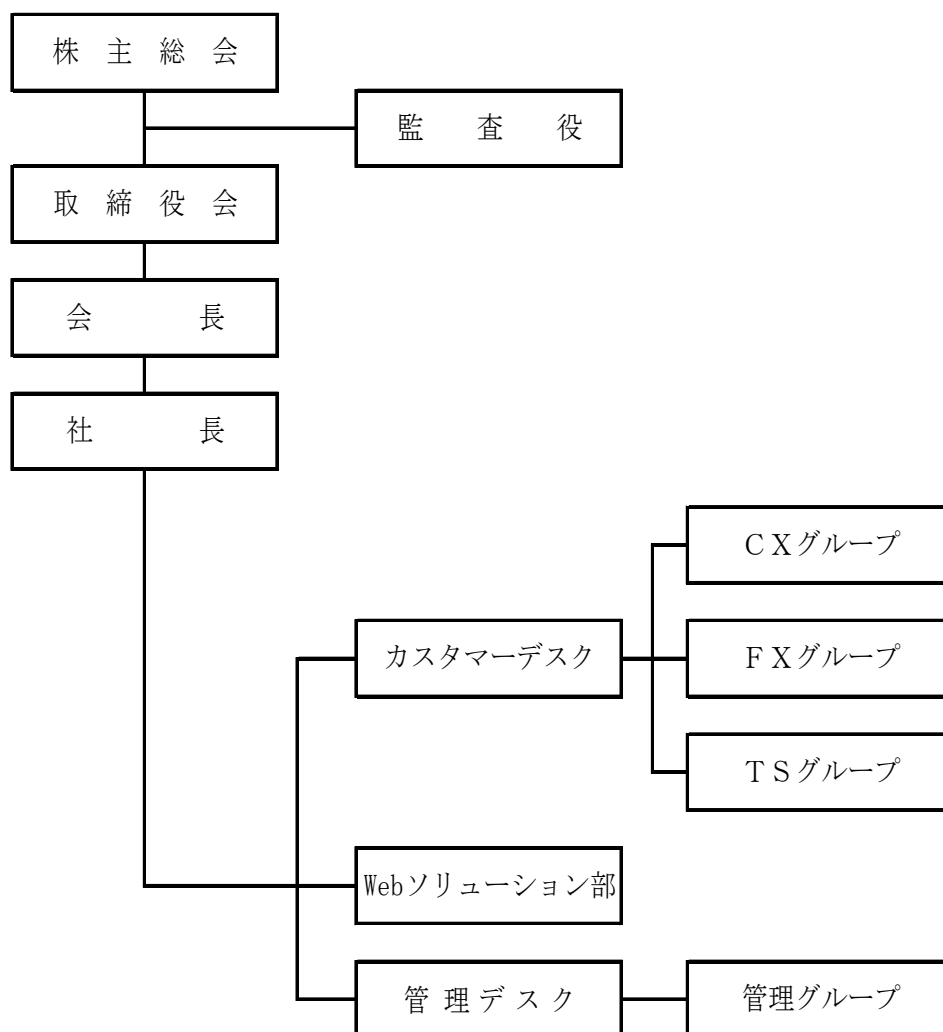 株主総会
監査役
取締役会
会長
社長
CXグループ
カスタマーデスク
FXグループ
TSグループ
Webソリューション部
管理デスク
管理グループ